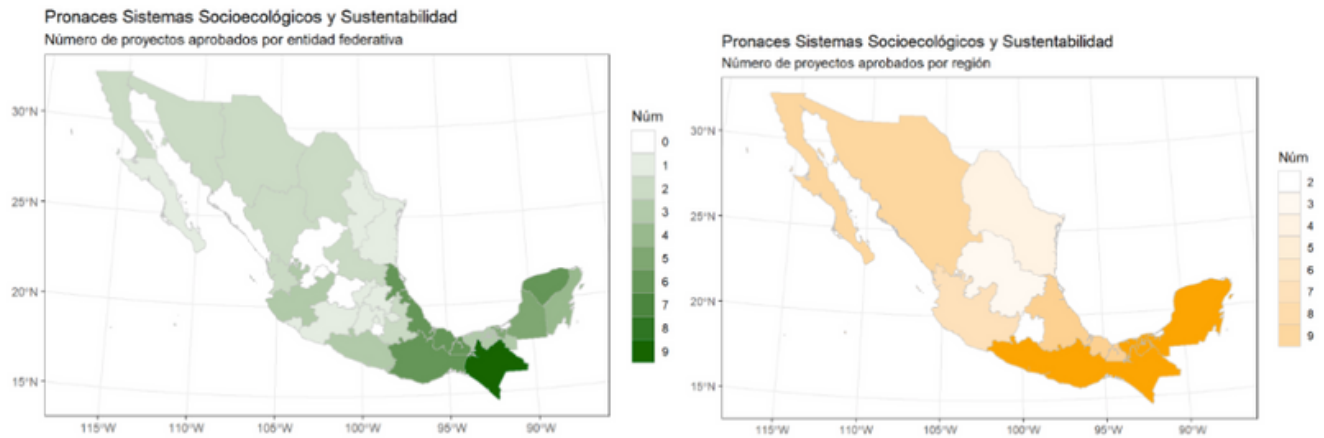 Pronaces Sistemas Socioecológicos y Sustentabilidad
Número de proyectos aprobados por entidad federativa
30°N
25°N
20°N
15°N
115°W
110°W
105°W
100°W
95°W
90°W
Núm
0
1
2
3
4
5
6
7
8
9
Pronaces Sistemas Socioecológicos y Sustentabilidad
Número de proyectos aprobados por región
30°N
25°N
20°N
15°N
115°W
110°W
105°W
100°W
95°W
90°W
Núm
2
3
4
5
6
7
8
9